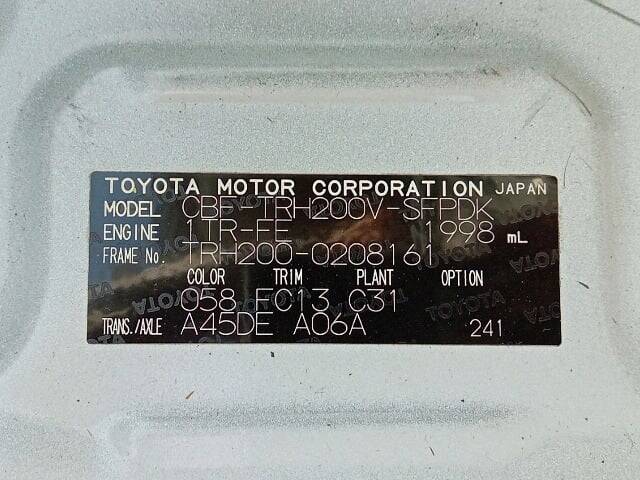 TOYOTA MOTOR CORPORATION JAPAN
MODEL CBF-TRH200V-SFPDK
ENGINE 1TR-FE 1998 mL
FRAME No. TRH200-0208161
COLOR TRIM PLANT OPTION
058 FC13 C31
TRANS./AXLE A45DE A06A 241